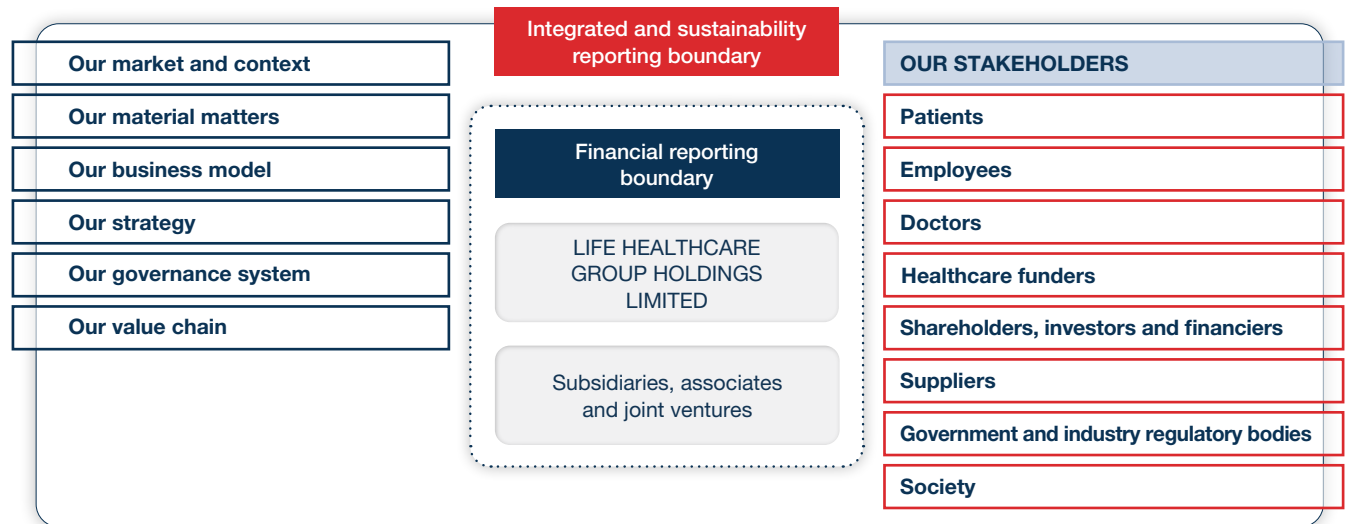 Integrated and sustainability
reporting boundary
Our market and context
Our material matters
Our business model
Our strategy
Our governance system
Our value chain
Financial reporting
boundary
LIFE HEALTHCARE
GROUP HOLDINGS
LIMITED
Subsidiaries, associates
and joint ventures
OUR STAKEHOLDERS
Patients
Employees
Doctors
Healthcare funders
Shareholders, investors and financiers
Suppliers
Government and industry regulatory bodies
Society